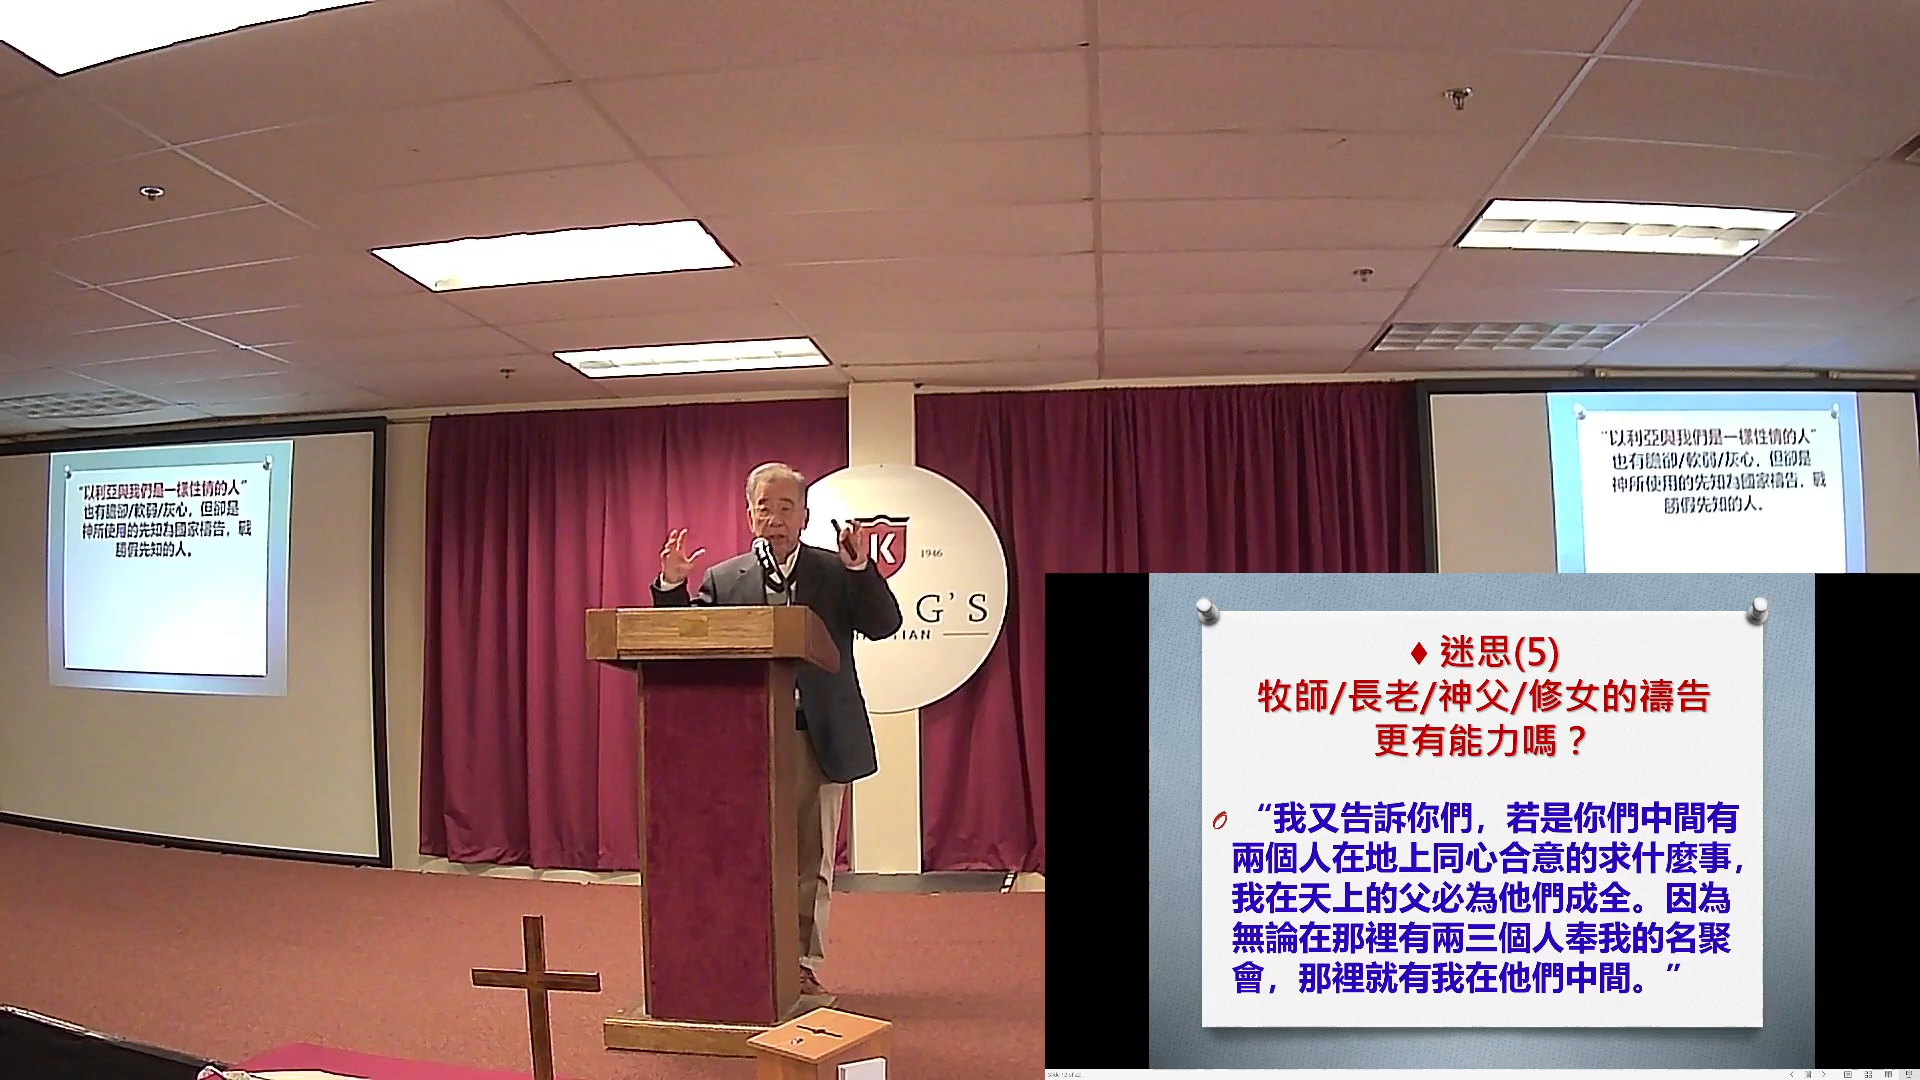 “以利亞與我們是一樣性情的人”
也有膽卻/軟弱/灰心，但卻是
神所使用的先知為國家禱告，戰
勝假先知的人。
K
1946
G'S
“以利亞與我們是一樣性情的人”
也有膽卻/軟弱/灰心，但卻是
神所使用的先知為國家禱告，戰
勝假先知的人。
♦ 迷思(5)
牧師/長老/神父/修女的禱告
更有能力嗎？
“我又告訴你們，若是你們中間有
兩個人在地上同心合意的求什麼事，
我在天上的父必為他們成全。因為
無論在那裡有兩三個人奉我的名聚
會，那裡就有我在他們中間。”